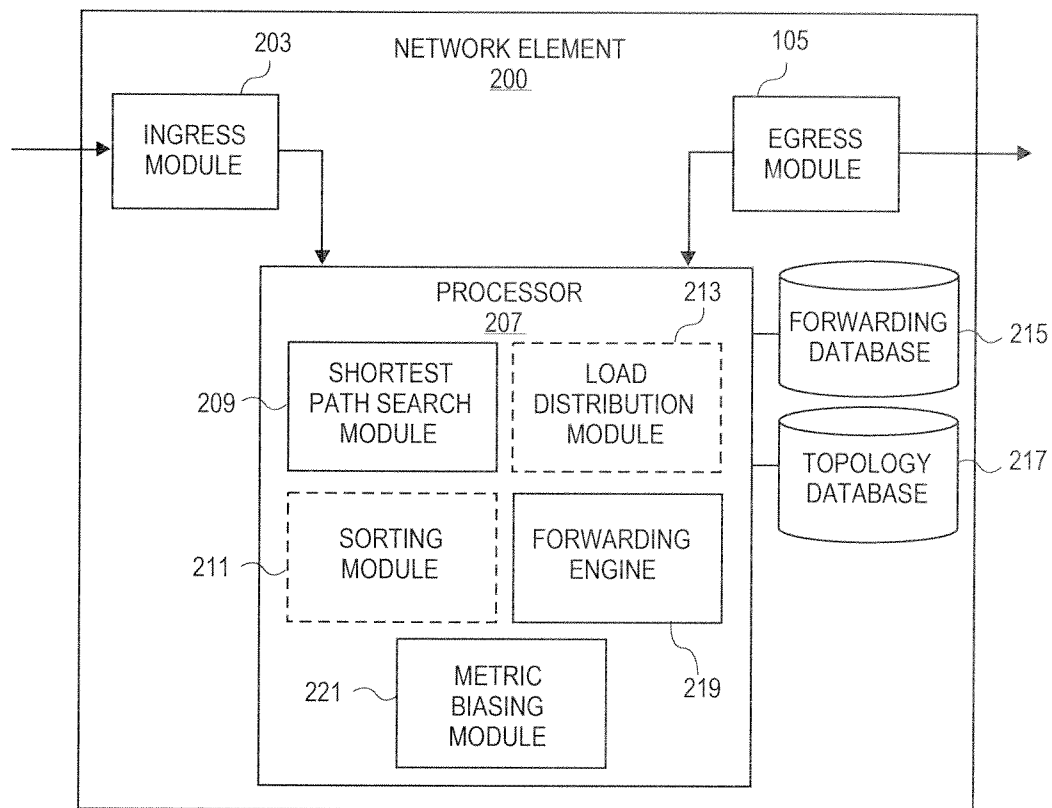 NETWORK ELEMENT
200
203
105
INGRESS
MODULE
EGRESS
MODULE
PROCESSOR
207
213
SHORTEST
PATH SEARCH
MODULE
209
LOAD
DISTRIBUTION
MODULE
FORWARDING
DATABASE
215
TOPOLOGY
DATABASE
217
SORTING
MODULE
211
FORWARDING
ENGINE
219
METRIC
BIASING
MODULE
221